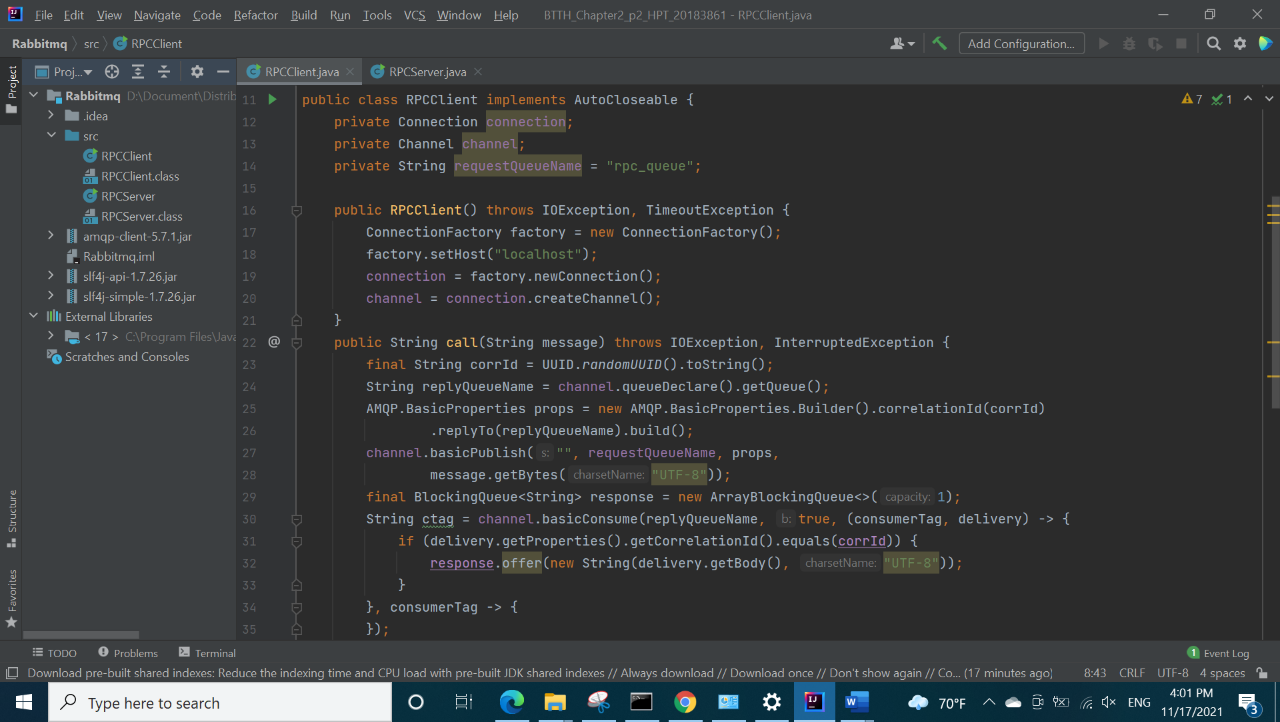 File Edit View Navigate Code Refactor Build Run Tools VCS Window Help BTTH_Chapter2_p2_HPT_20183861 - RPCClient.java
Rabbitmq src RPCClient Add Configuration...
Project
Proj... RPCClient.java RPCServer.java
Rabbitmq D:\Document\Distrib
.idea
src
RPCClient
RPCClient.class
RPCServer
RPCServer.class
amqp-client-5.7.1.jar
Rabbitmq.iml
slf4j-api-1.7.26.jar
slf4j-simple-1.7.26.jar
External Libraries
< 17 > C:\Program Files\Java
Scratches and Consoles
7 1
11 public class RPCClient implements AutoCloseable {
12 private Connection connection;
13 private Channel channel;
14 private String requestQueueName = "rpc_queue";
15
16 public RPCClient() throws IOException, TimeoutException {
17 ConnectionFactory factory = new ConnectionFactory();
18 factory.setHost("localhost");
19 connection = factory.newConnection();
20 channel = connection.createChannel();
21 }
22 @ public String call(String message) throws IOException, InterruptedException {
23 final String corrId = UUID.randomUUID().toString();
24 String replyQueueName = channel.queueDeclare().getQueue();
25 AMQP.BasicProperties props = new AMQP.BasicProperties.Builder().correlationId(corrId)
26 .replyTo(replyQueueName).build();
27 channel.basicPublish( s: "", requestQueueName, props,
28 message.getBytes( charsetName: "UTF-8"));
29 final BlockingQueue<String> response = new ArrayBlockingQueue<>( capacity: 1);
30 String ctag = channel.basicConsume(replyQueueName, b: true, (consumerTag, delivery) -> {
31 if (delivery.getProperties().getCorrelationId().equals(corrId)) {
32 response.offer(new String(delivery.getBody(), charsetName: "UTF-8"));
33 }
34 }, consumerTag -> {
35 });
Structure
Favorites
TODO Problems Terminal 1 Event Log
Download pre-built shared indexes: Reduce the indexing time and CPU load with pre-built JDK shared indexes // Always download // Download once // Don't show again // Co... (17 minutes ago) 8:43 CRLF UTF-8 4 spaces
Type here to search 70°F ENG 4:01 PM
11/17/2021 3